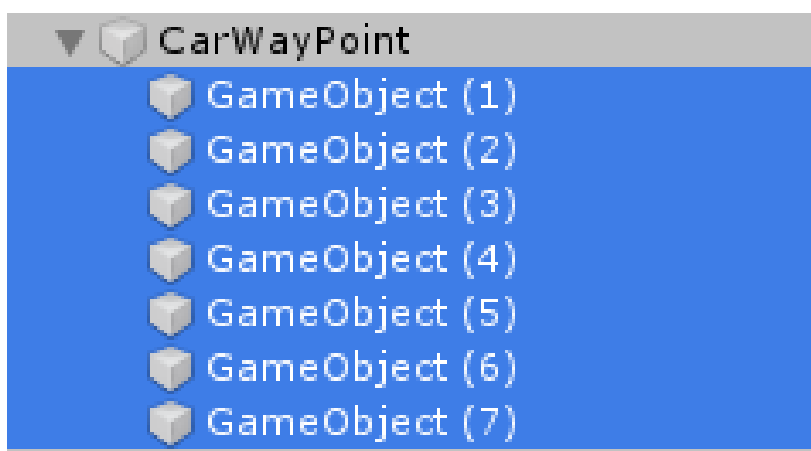 CarWayPoint
GameObject (1)
GameObject (2)
GameObject (3)
GameObject (4)
GameObject (5)
GameObject (6)
GameObject (7)